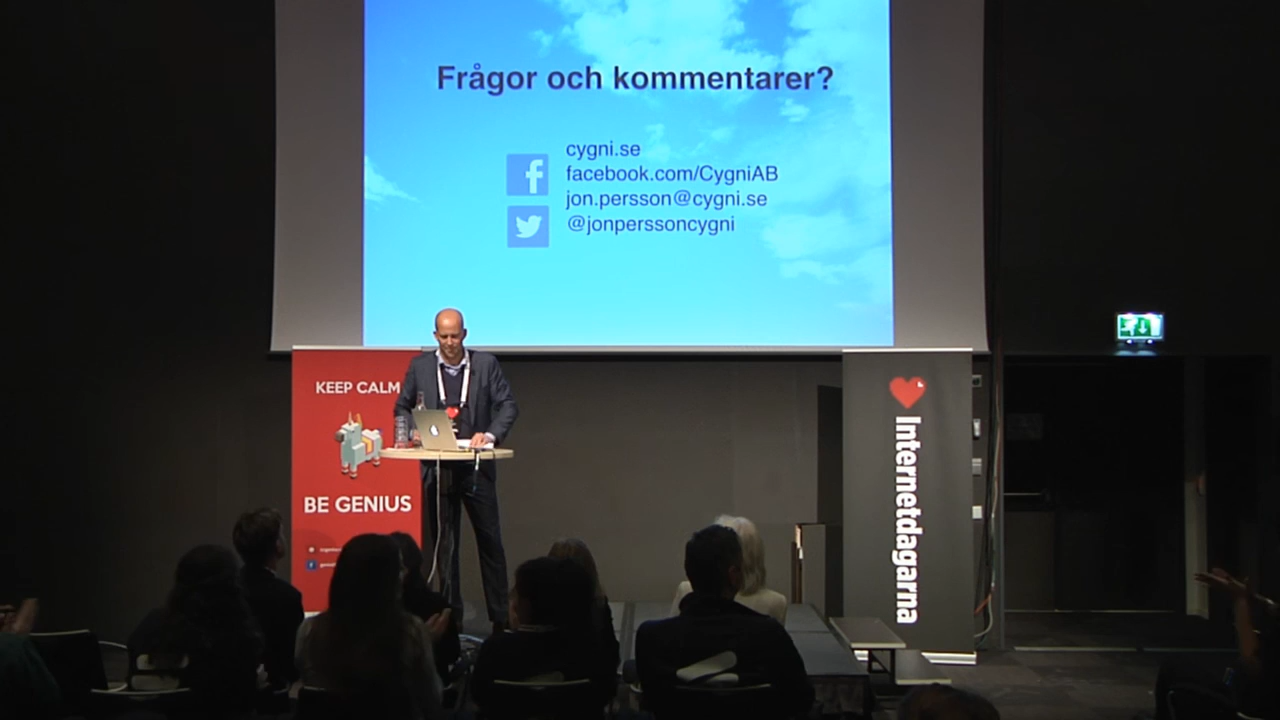 Frågor och kommentarer?
cygni.se
facebook.com/CygniAB
jon.persson@cygni.se
@jonperssoncygni
KEEP CALM
BE GENIUS
Internetdagarna